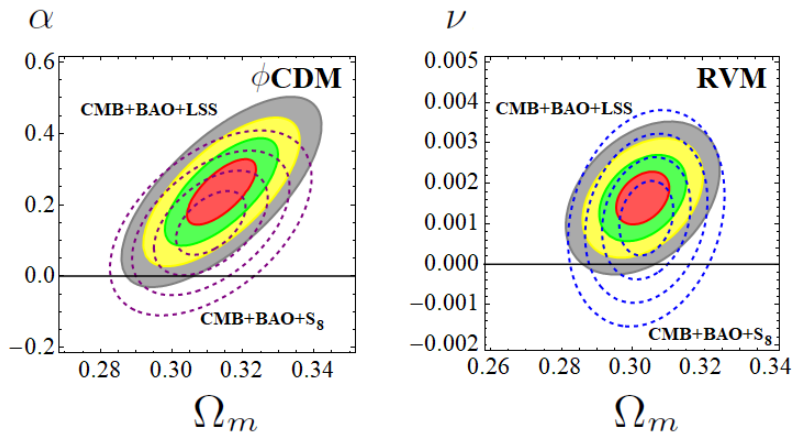 α
ϕCDM
CMB+BAO+LSS
CMB+BAO+S₈
0.6
0.4
0.2
0.0
−0.2
0.28
0.30
0.32
0.34
Ωₘ
ν
RVM
CMB+BAO+LSS
CMB+BAO+S₈
0.005
0.004
0.003
0.002
0.001
0.000
−0.001
−0.002
0.26
0.28
0.30
0.32
0.34
Ωₘ